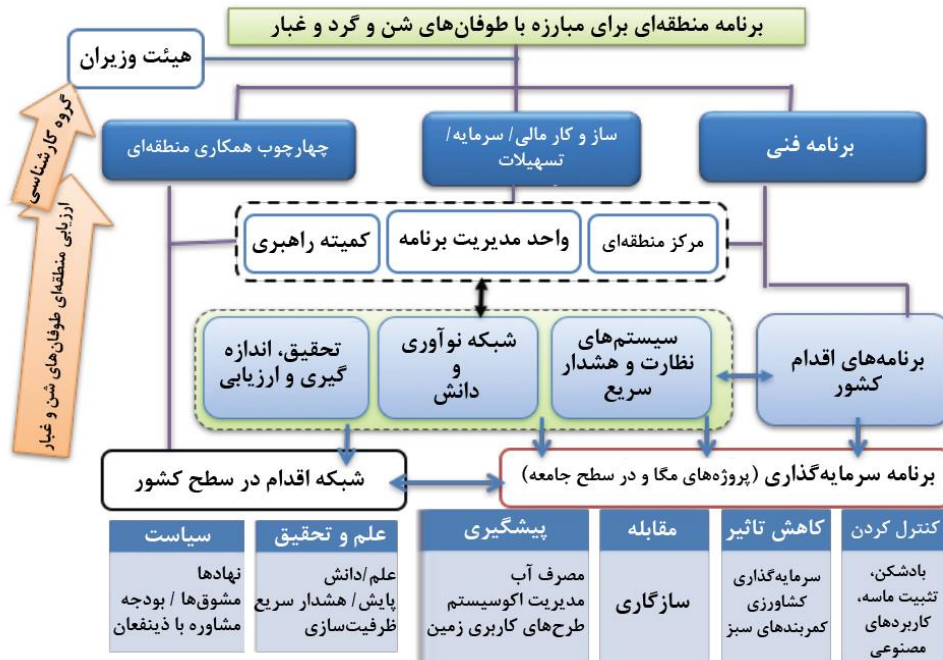 برنامه منطقه‌ای برای مبارزه با طوفان‌های شن و گرد و غبار
هیئت وزیران
گروه کارشناسی
ارزیابی منطقه‌ای طوفان‌های شن و غبار
برنامه فنی
ساز و کار مالی/ سرمایه/
تسهیلات
چهارچوب همکاری منطقه‌ای
مرکز منطقه‌ای
واحد مدیریت برنامه
کمیته راهبری
برنامه‌های اقدام
کشور
سیستم‌های
نظارت و هشدار
سریع
شبکه نوآوری
و
دانش
تحقیق، اندازه
گیری و ارزیابی
برنامه سرمایه‌گذاری (پروژه‌های مگا و در سطح جامعه)
شبکه اقدام در سطح کشور
کنترل کردن
بادشکن،
تثبیت ماسه،
کاربردهای
مصنوعی
کاهش تاثیر
سرمایه‌گذاری
کشاورزی
کمربندهای سبز
مقابله
سازگاری
پیشگیری
مصرف آب
مدیریت اکوسیستم
طرح‌های کاربری زمین
علم و تحقیق
علم/دانش
پایش/ هشدار سریع
ظرفیت‌سازی
سیاست
نهادها
مشوق‌ها / بودجه
مشاوره با ذینفعان